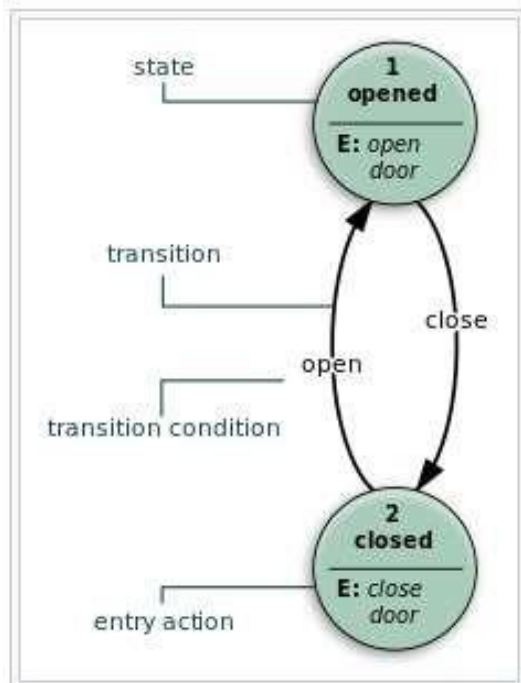 state
1
opened
E: open
door
transition
close
open
transition condition
2
closed
E: close
door
entry action